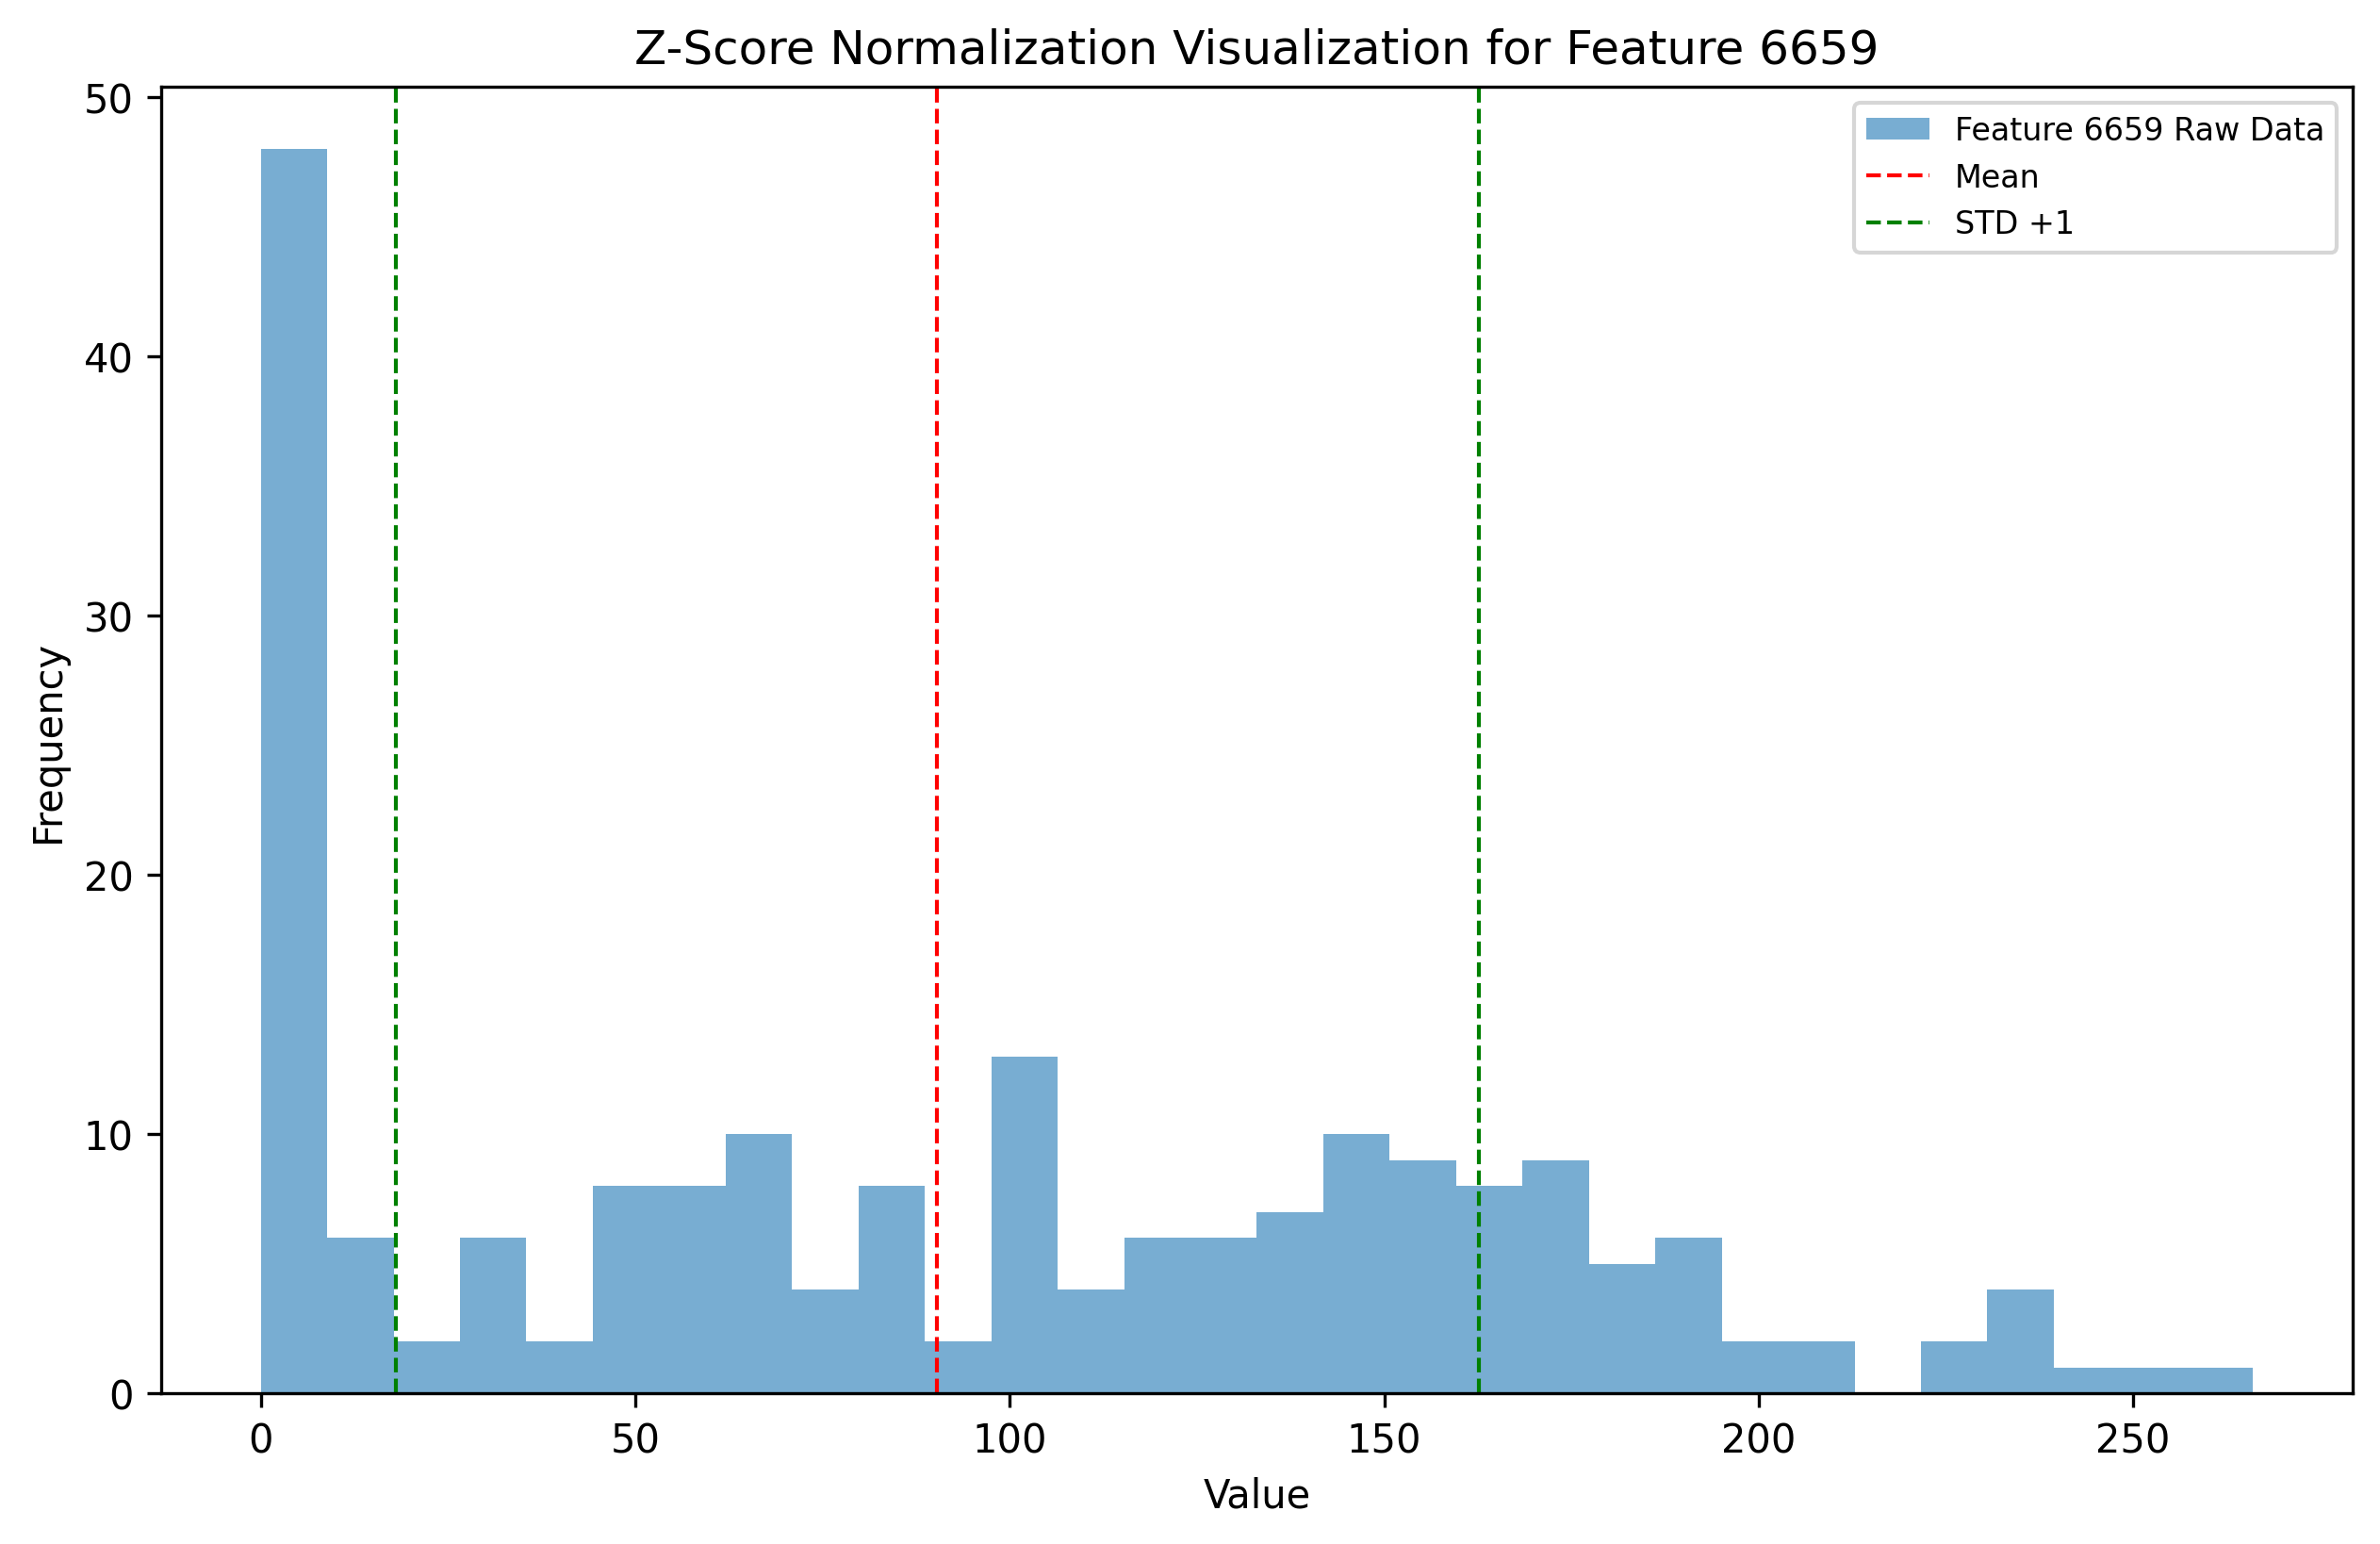 Z-Score Normalization Visualization for Feature 6659
Feature 6659 Raw Data
Mean
STD +1
50
40
30
20
10
0
Frequency
0 50 100 150 200 250
Value